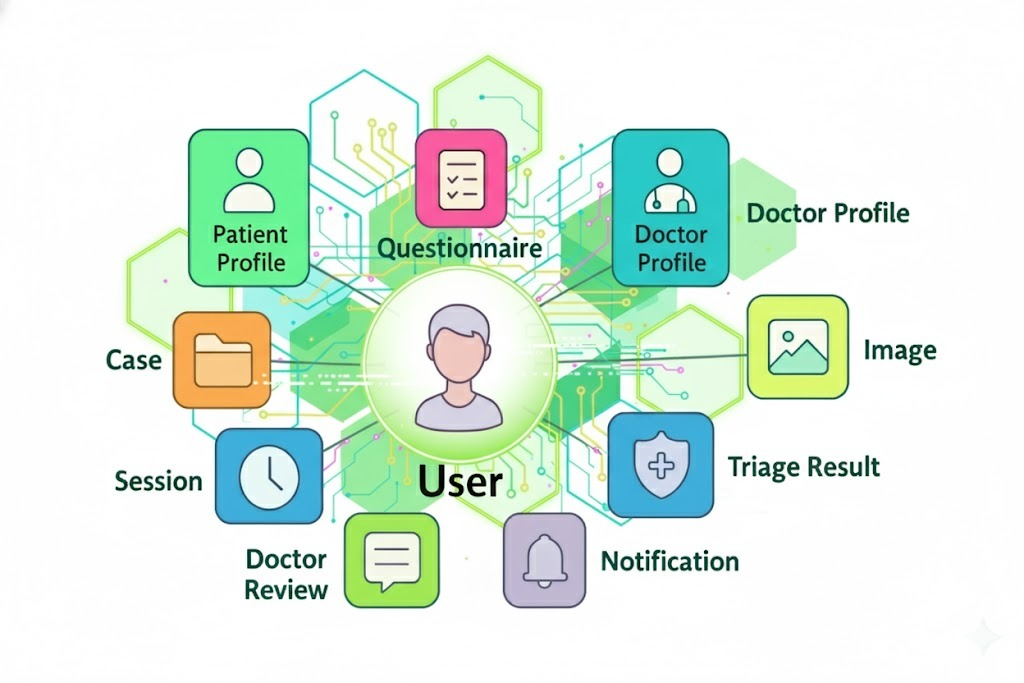 Patient
Profile
Questionnaire
Doctor
Profile
Doctor Profile
Case
Image
Session
User
Triage Result
Doctor
Review
Notification